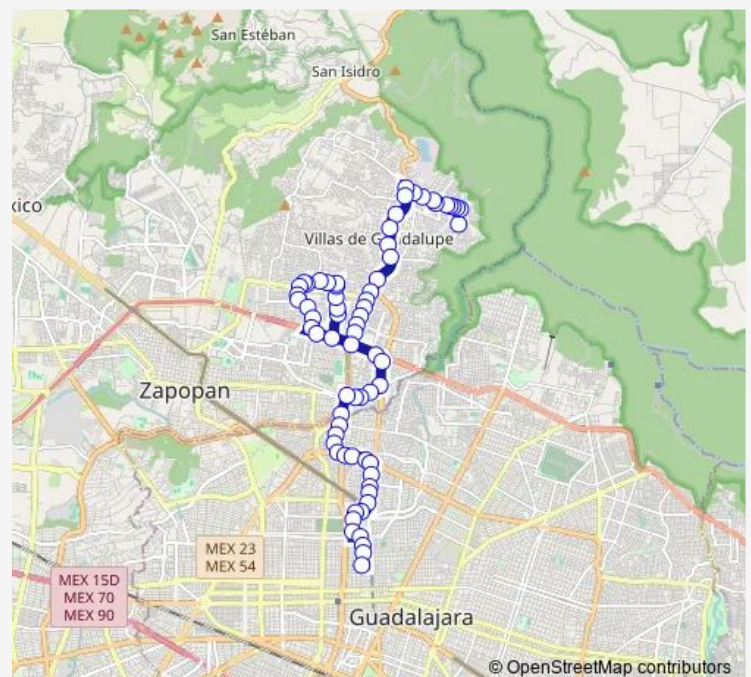 San Estéban
San Isidro
xico
Villas de Guadalupe
Zapopan
MEX 23
MEX 54
MEX 15D
MEX 70
MEX 90
Guadalajara
© OpenStreetMap contributors